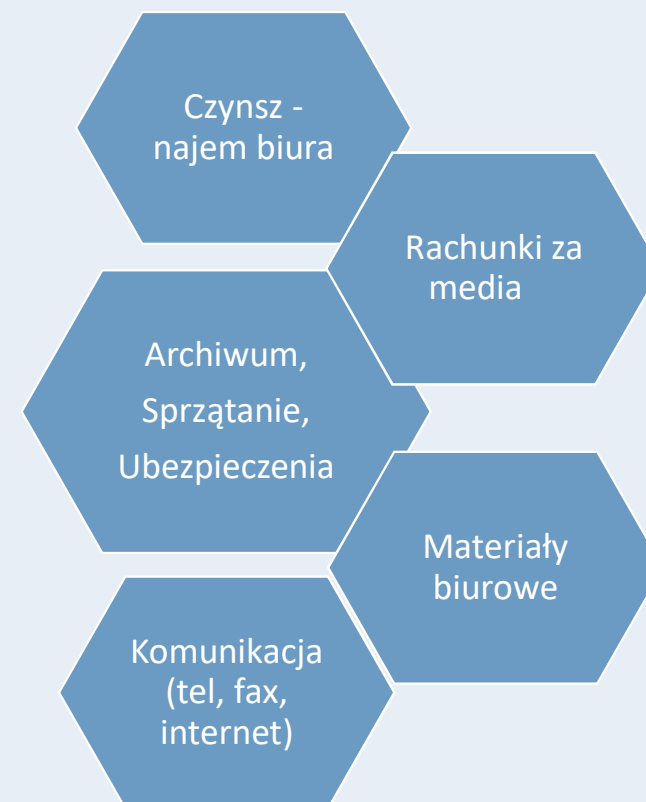 Czynsz -
najem biura
Rachunki za
media
Archiwum,
Sprzątanie,
Ubezpieczenia
Materiały
biurowe
Komunikacja
(tel, fax,
internet)